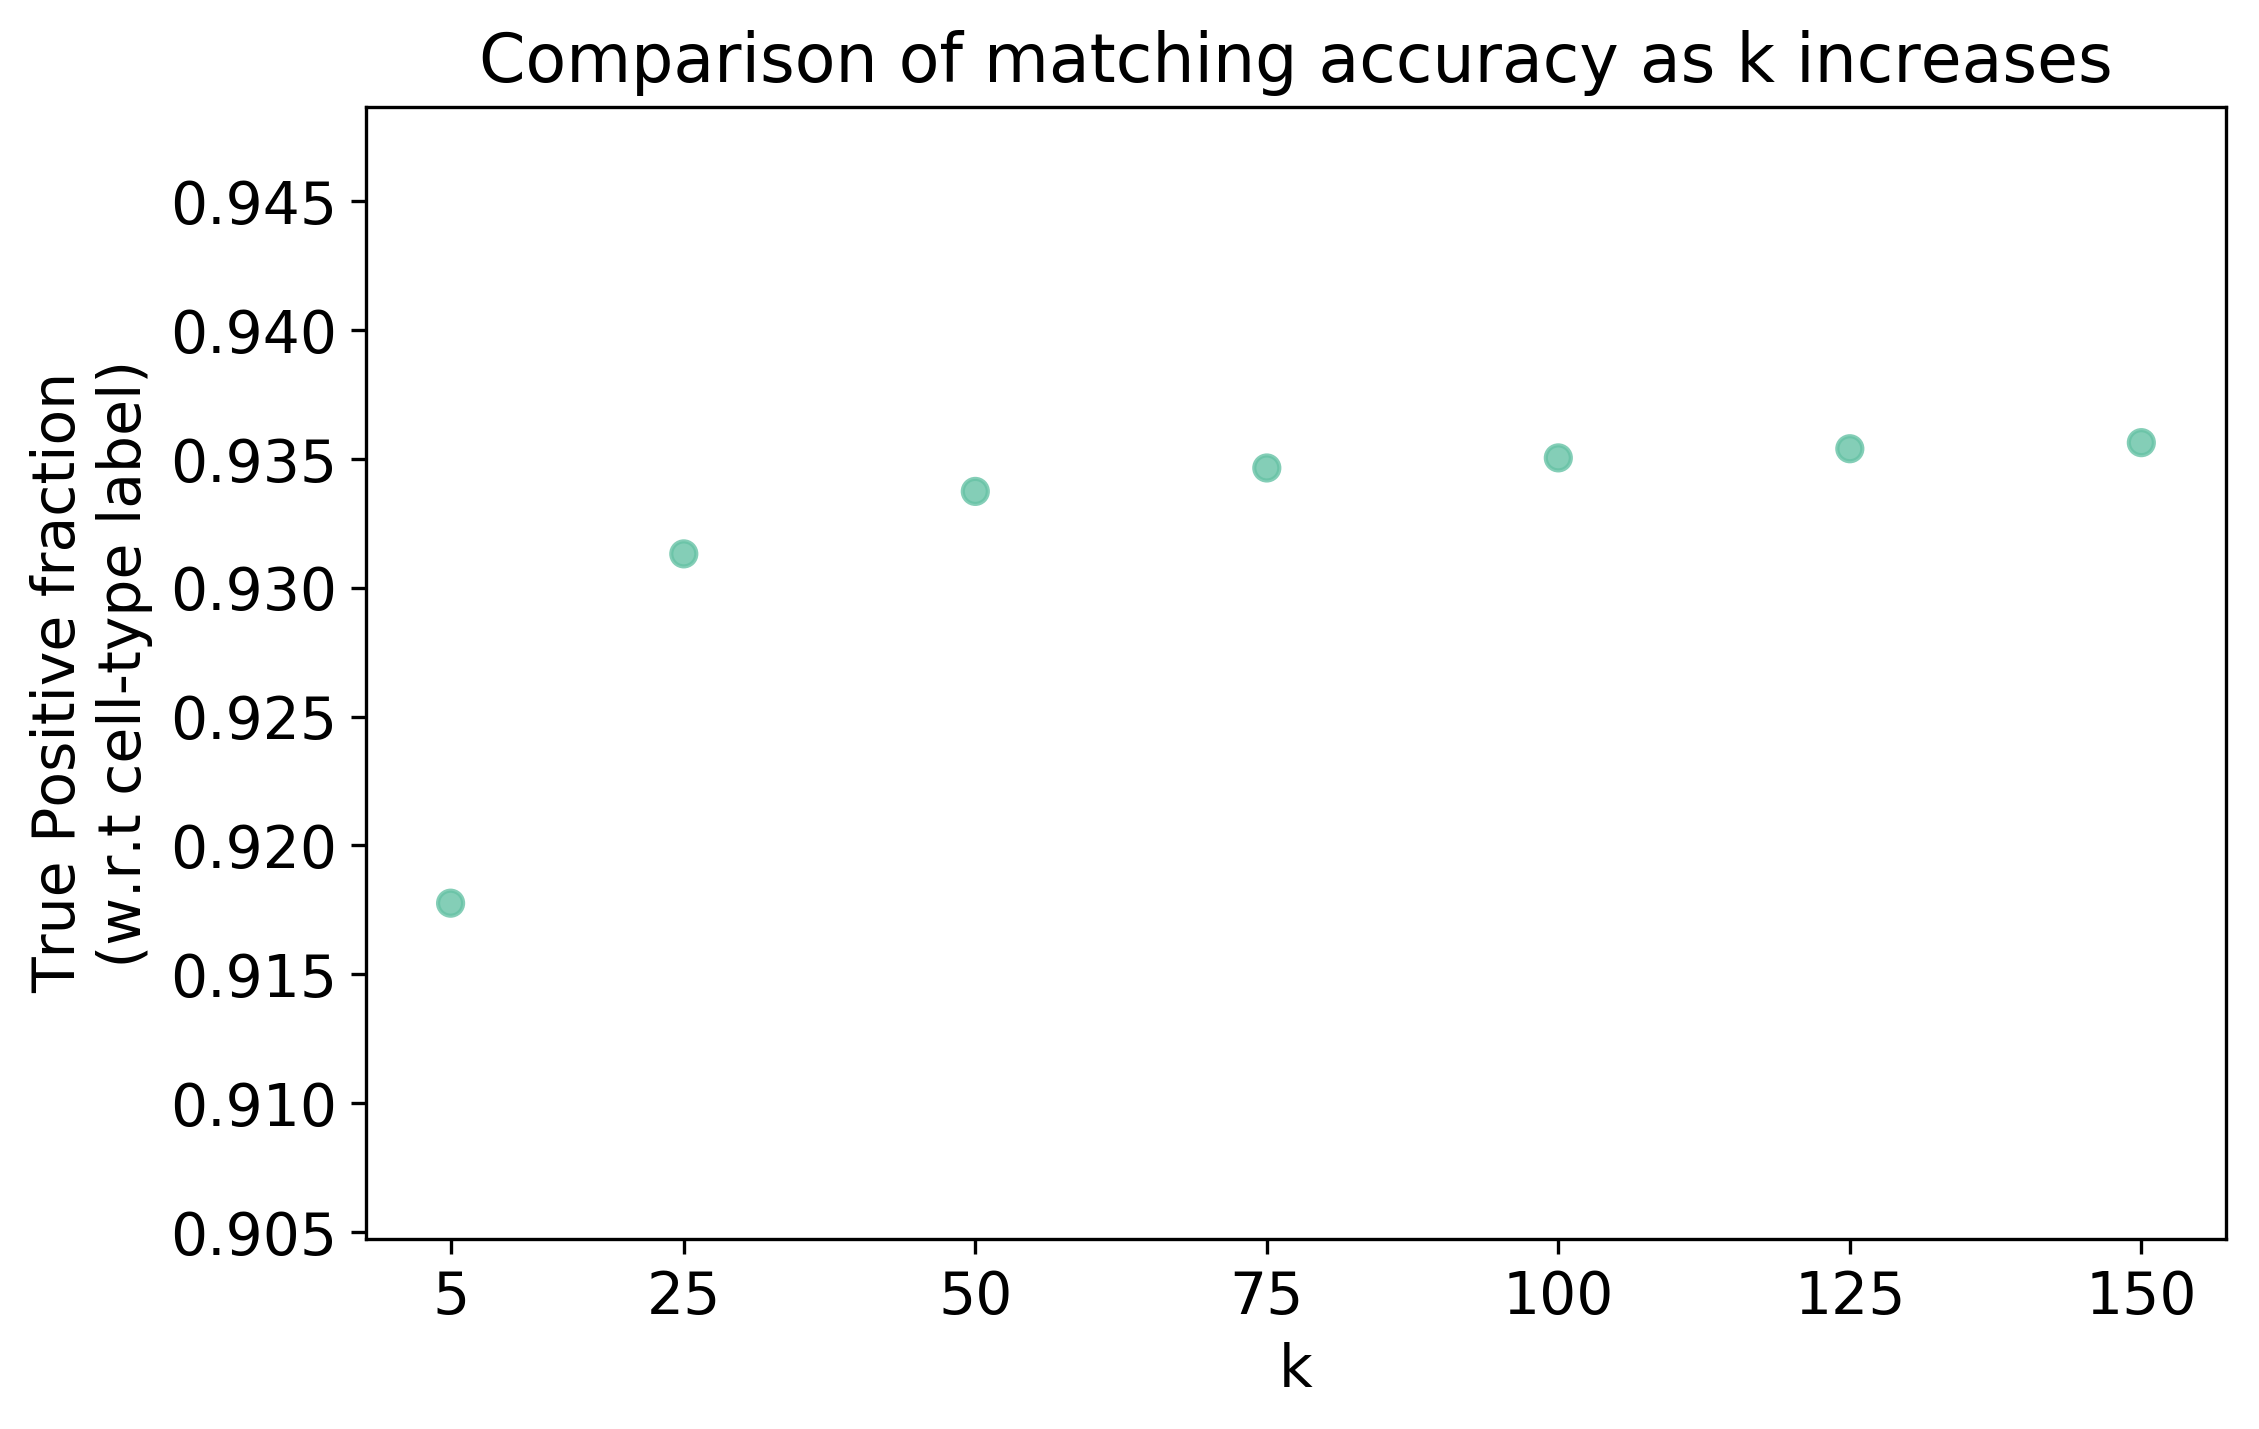 Comparison of matching accuracy as k increases
True Positive fraction
(w.r.t cell-type label)
0.945
0.940
0.935
0.930
0.925
0.920
0.915
0.910
0.905
5 25 50 75 100 125 150
k